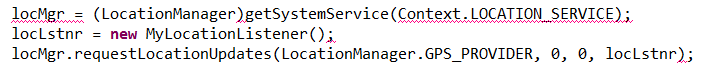 locMgr = (LocationManager)getSystemService(Context.LOCATION_SERVICE);
locLstnr = new MyLocationListener();
locMgr.requestLocationUpdates(LocationManager.GPS_PROVIDER, 0, 0, locLstnr);